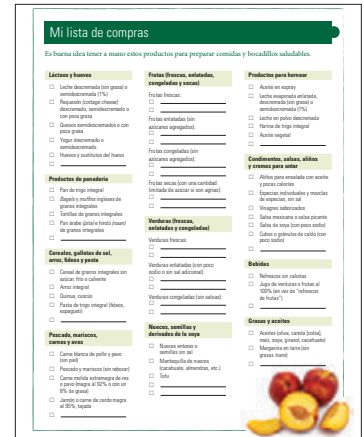 Mi lista de compras
Es buena idea tener a mano estos productos para preparar comidas y bocadillos saludables.
Lácteos y huevos
Leche descremada (sin grasa) o
semidescremada (1%)
Requesón (cottage cheese)
descremado, semidescremado o
con poca grasa
Quesos semidescremados o con
poca grasa
Yogur descremado o
semidescremado
Huevos y sustitutos del huevo
Productos de panadería
Pan de trigo integral
Bagels y muffins ingleses de
granos integrales
Tortillas de granos integrales
Pan árabe (pita) e hindú (naan)
de granos integrales
Cereales, galletas de sal,
arroz, fideos y pasta
Cereal de granos integrales sin
azúcar, frío o caliente
Arroz integral
Quinua, cuscús
Pasta de trigo integral (fideos,
espagueti)
Pescado, mariscos,
carnes y aves
Carne blanca de pollo y pavo
(sin piel)
Pescado y mariscos (sin rebozar)
Carne molida extramagra de res
o pavo (magra al 92% o con un
8% de grasa)
Jamón o carne de cerdo magra
al 95%, tajada
Frutas (frescas, enlatadas,
congeladas y secas)
Frutas frescas:
Frutas enlatadas (sin
azúcares agregados):
Frutas congeladas (sin
azúcares agregados):
Frutas secas (con una cantidad
limitada de azúcar si son agrias):
Verduras (frescas,
enlatadas y congeladas)
Verduras frescas:
Verduras enlatadas (con poco
sodio o sin sal adicional):
Verduras congeladas (sin salsas):
Nueces, semillas y
derivados de la soya
Nueces enteras o
semillas sin sal
Mantequilla de nueces
(cacahuate, almendras, etc.)
Tofu
Productos para hornear
Aceite en espray
Leche evaporada enlatada,
descremada (sin grasa) o
semidescremada (1%)
Leche en polvo descremada
Harina de trigo integral
Aceite vegetal
Condimentos, salsas, aliños
y cremas para untar
Aliños para ensalada con aceite
y pocas calorías
Especias individuales y mezclas
de especias, sin sal
Vinagres saborizados
Salsa mexicana o salsa picante
Salsa de soya (con poco sodio)
Cubos o gránulos de caldo (con
poco sodio)
Bebidas
Refrescos sin calorías
Jugo de verduras o frutas al
100% (en vez de "refrescos
de frutas")
Grasas y aceites
Aceites (oliva, canola [colza],
maíz, soya, girasol, cacahuate)
Margarina en tarro (sin
grasas trans)